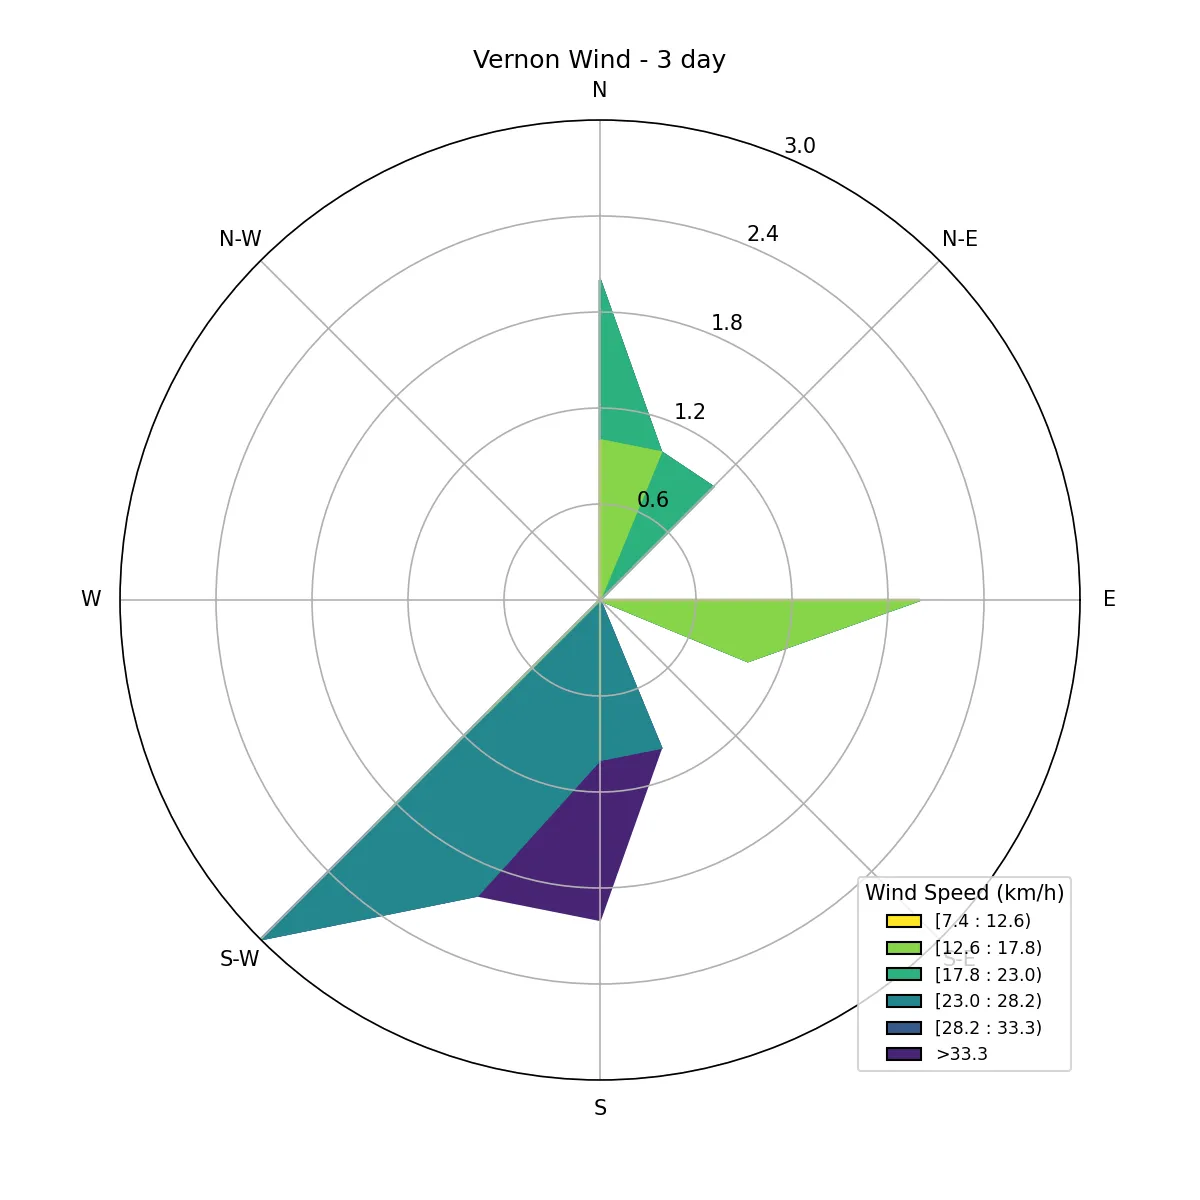 Vernon Wind - 3 day
N
3.0
2.4
N-W
N-E
1.8
1.2
0.6
W
E
Wind Speed (km/h)
[7.4 : 12.6)
[12.6 : 17.8)
S-W
S-E
[17.8 : 23.0)
[23.0 : 28.2)
[28.2 : 33.3)
>33.3
S